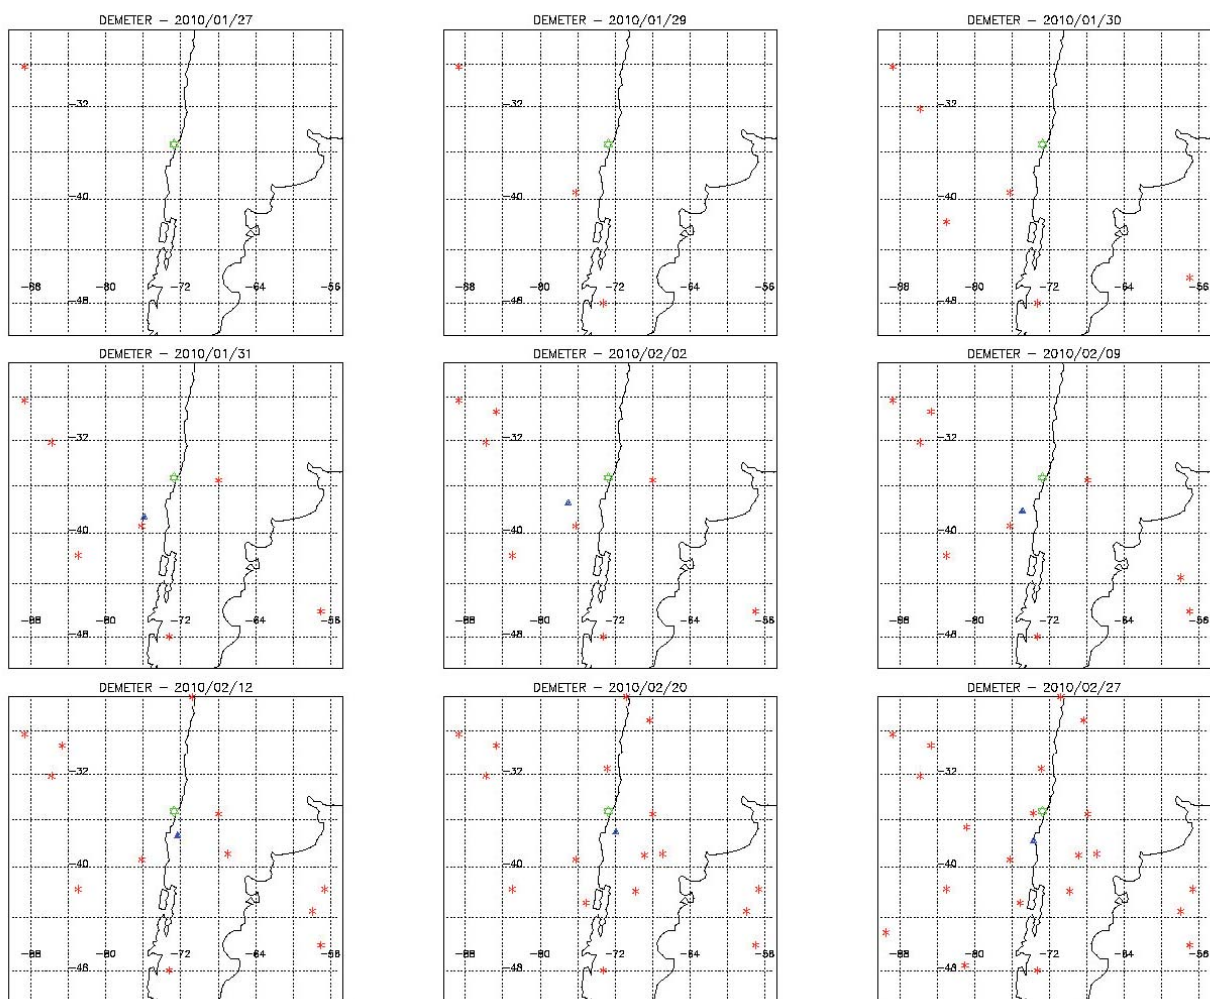 DEMETER – 2010/01/27
DEMETER – 2010/01/29
DEMETER – 2010/01/30
-32
-32
-32
-40
-40
-40
-88 -80 -72 -64 -56
-88 -80 -72 -64 -56
-88 -80 -72 -64 -56
-48
-48
-48
DEMETER – 2010/01/31
DEMETER – 2010/02/02
DEMETER – 2010/02/09
-32
-32
-32
-40
-40
-40
-88 -80 -72 -64 -56
-88 -80 -72 -64 -56
-88 -80 -72 -64 -56
-48
-48
-48
DEMETER – 2010/02/12
DEMETER – 2010/02/20
DEMETER – 2010/02/27
-32
-32
-32
-40
-40
-40
-88 -80 -72 -64 -56
-88 -80 -72 -64 -56
-88 -80 -72 -64 -56
-48
-48
-48